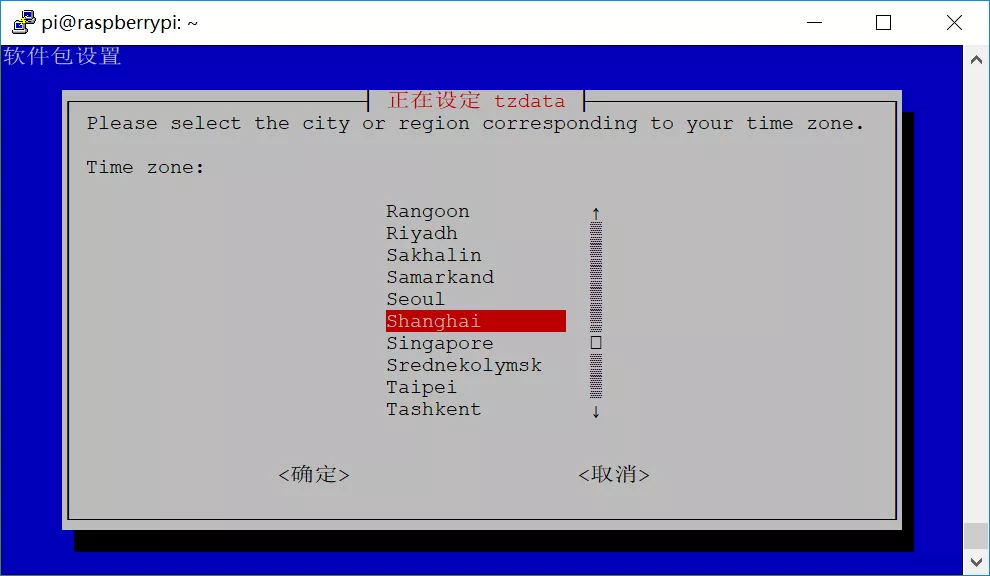 pi@raspberrypi: ~
软件包设置
正在设定 tzdata
Please select the city or region corresponding to your time zone.
Time zone:
Rangoon
Riyadh
Sakhalin
Samarkand
Seoul
Shanghai
Singapore
Srednekolymsk
Taipei
Tashkent
<确定> <取消>